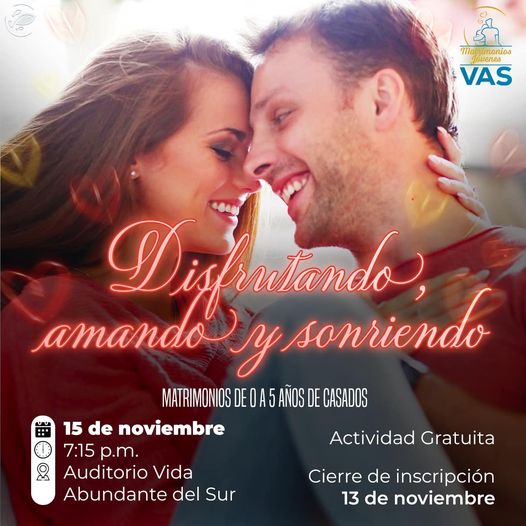 Matrimonios
Jóvenes
VAS
Disfrutando,
amando y sonriendo
MATRIMONIOS DE 0 A 5 AÑOS DE CASADOS
15 de noviembre
7:15 p.m.
Auditorio Vida
Abundante del Sur
Actividad Gratuita
Cierre de inscripción
13 de noviembre